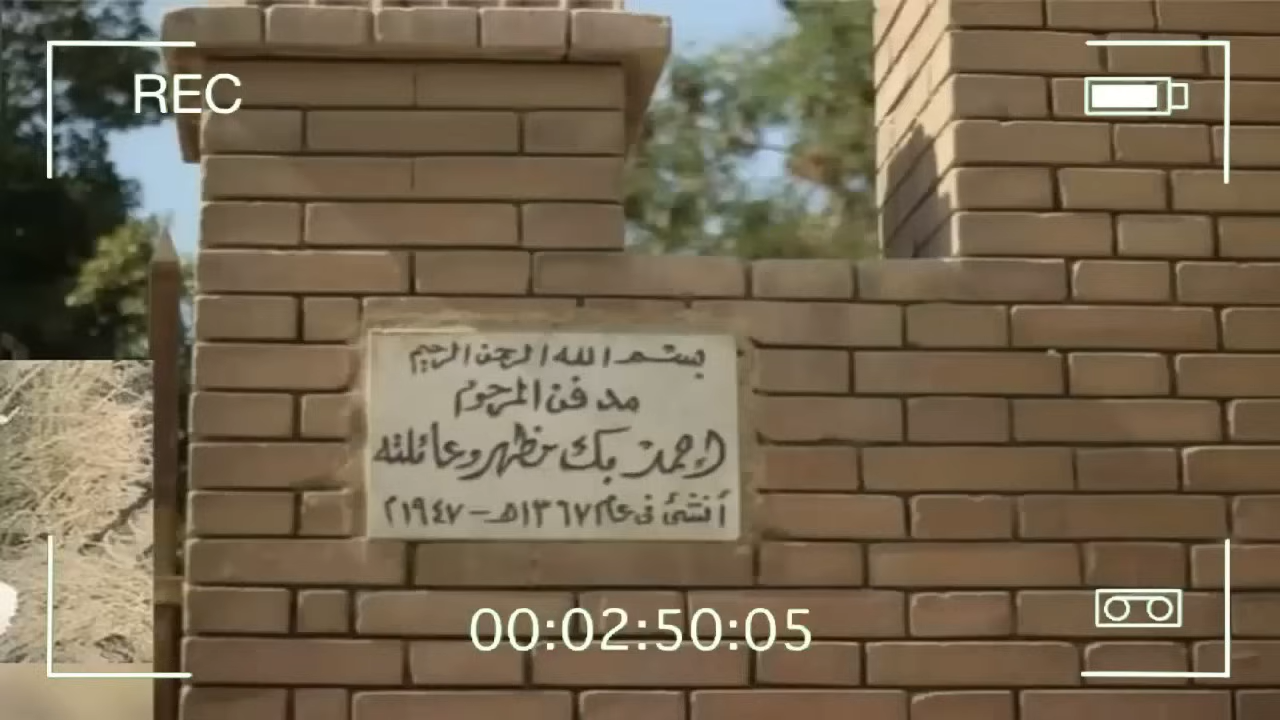 REC
بسم الله الرحمن الرحيم
مدفن المرحوم
احمد بك مظهر وعائلته
أنشئ في عام ١٣٦٧هـ - ١٩٤٧م
00:02:50:05